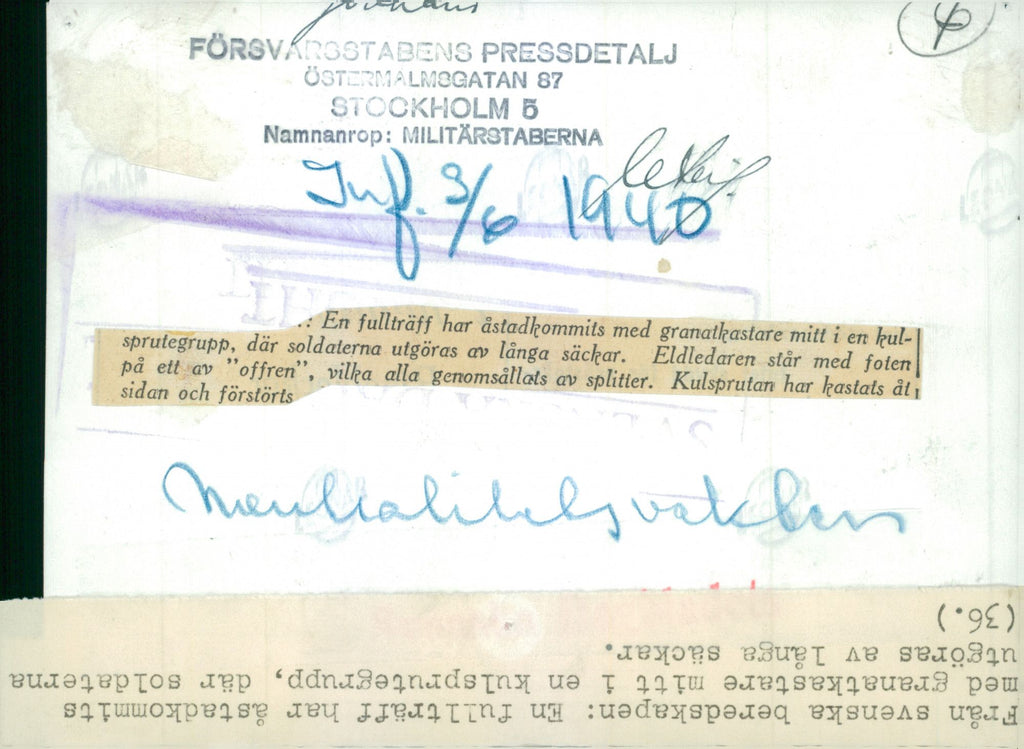 4
FÖRSVARSSTABENS PRESSDETALJ
ÖSTERMALMSGATAN 87
STOCKHOLM 5
Namnanrop: MILITÄRSTABERNA
Inf. 3/6 1940
.: En fullträff har åstadkommits med granatkastare mitt i en kul-
sprutegrupp, där soldaterna utgöras av långa säckar. Eldledaren står med foten
på ett av "offren", vilka alla genomsållats av splitter. Kulsprutan har kastats åt
sidan och förstörts
Neutralitetsvakten
Från svenska beredskapen: En fullträff har åstadkommits
med granatkastare mitt i en kulsprutegrupp, där soldaterna
utgöras av långa säckar.
(36.)